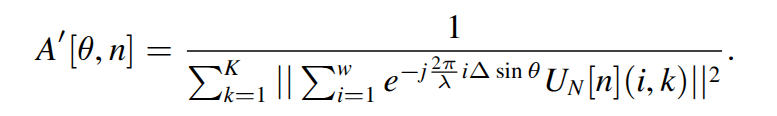 A′[θ, n] = 1 / ∑_{k=1}^{K} ||∑_{i=1}^{w} e^{−j (2π/λ) iΔ sin θ} U_N[n](i, k)||² .